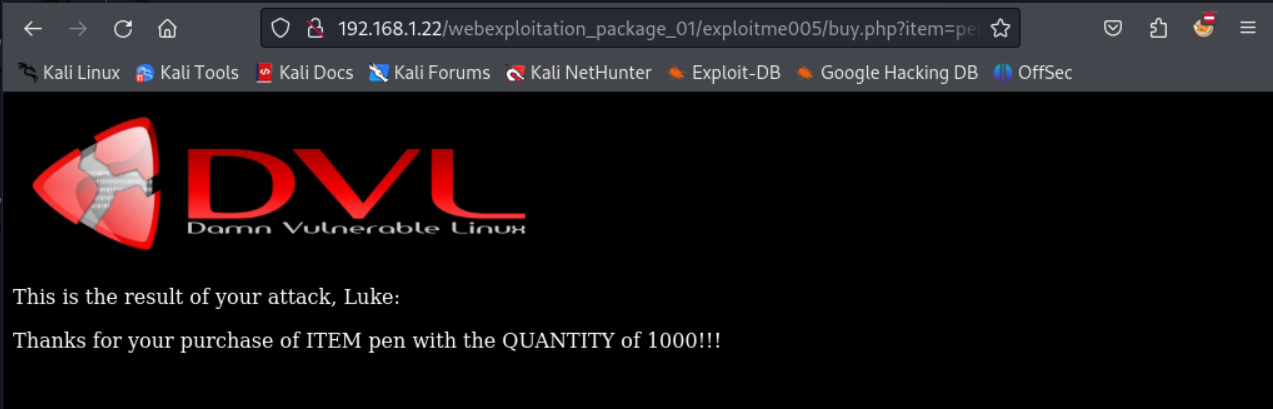 192.168.1.22/webexploitation_package_01/exploitme005/buy.php?item=pe
Kali Linux Kali Tools Kali Docs Kali Forums Kali NetHunter Exploit-DB Google Hacking DB OffSec
DVL
Damn Vulnerable Linux
This is the result of your attack, Luke:
Thanks for your purchase of ITEM pen with the QUANTITY of 1000!!!